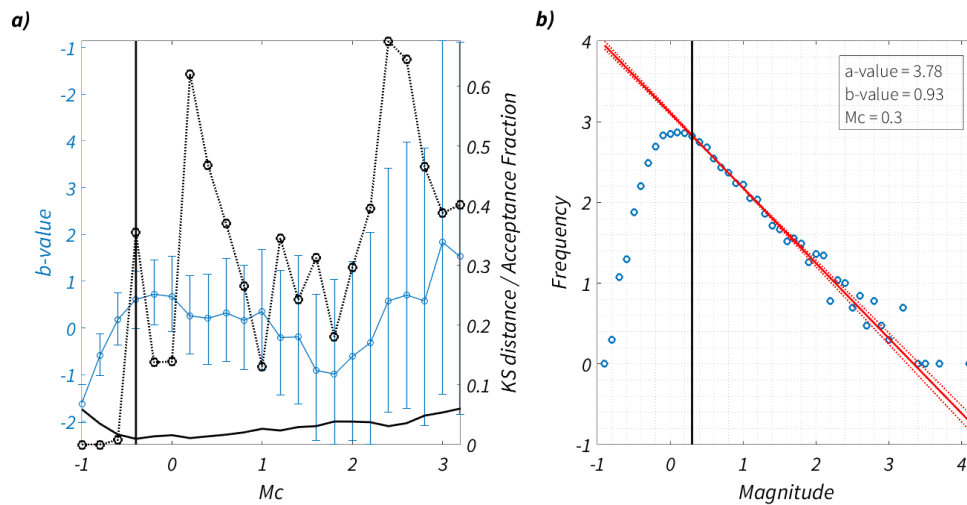 a)
-1
-2
4
3
2
1
0
-1
-2
b-value
0.6
0.5
0.4
0.3
0.2
0.1
0
KS distance / Acceptance Fraction
-1 0 1 2 3
Mc
b)
4
3
2
1
0
-1
Frequency
a-value = 3.78
b-value = 0.93
Mc = 0.3
-1 0 1 2 3 4
Magnitude